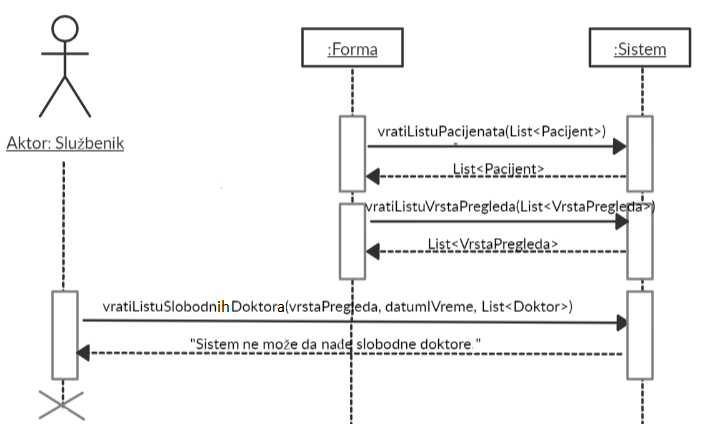 :Forma
:Sistem
Aktor: Službenik
vratiListuPacijenata(List<Pacijent>)
List<Pacijent>
vratiListuVrstaPregleda(List<VrstaPregleda>)
List<VrstaPregleda>
vratiListuSlobodnihDoktora(vrstaPregleda, datumIVreme, List<Doktor>)
"Sistem ne može da nađe slobodne doktore."